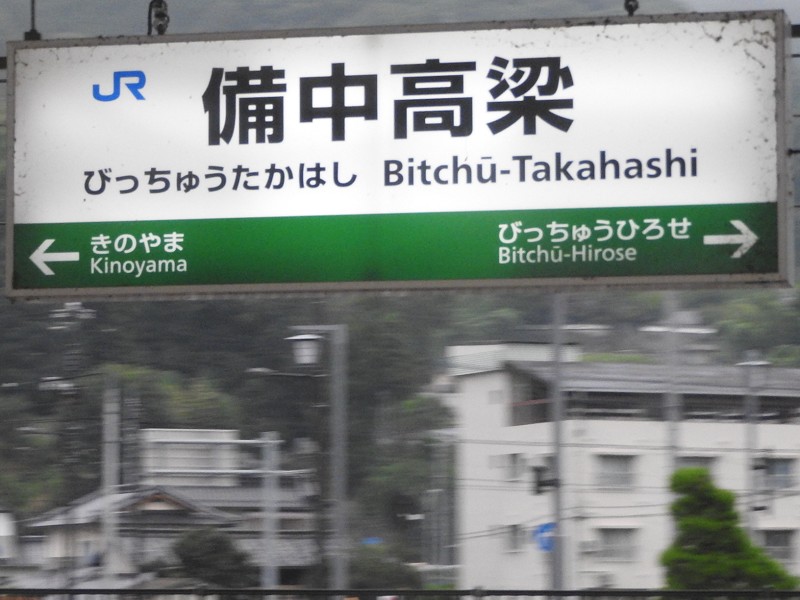 JR
備中高梁
びっちゅうたかはし Bitchū-Takahashi
きのやま
Kinoyama
びっちゅうひろせ
Bitchū-Hirose